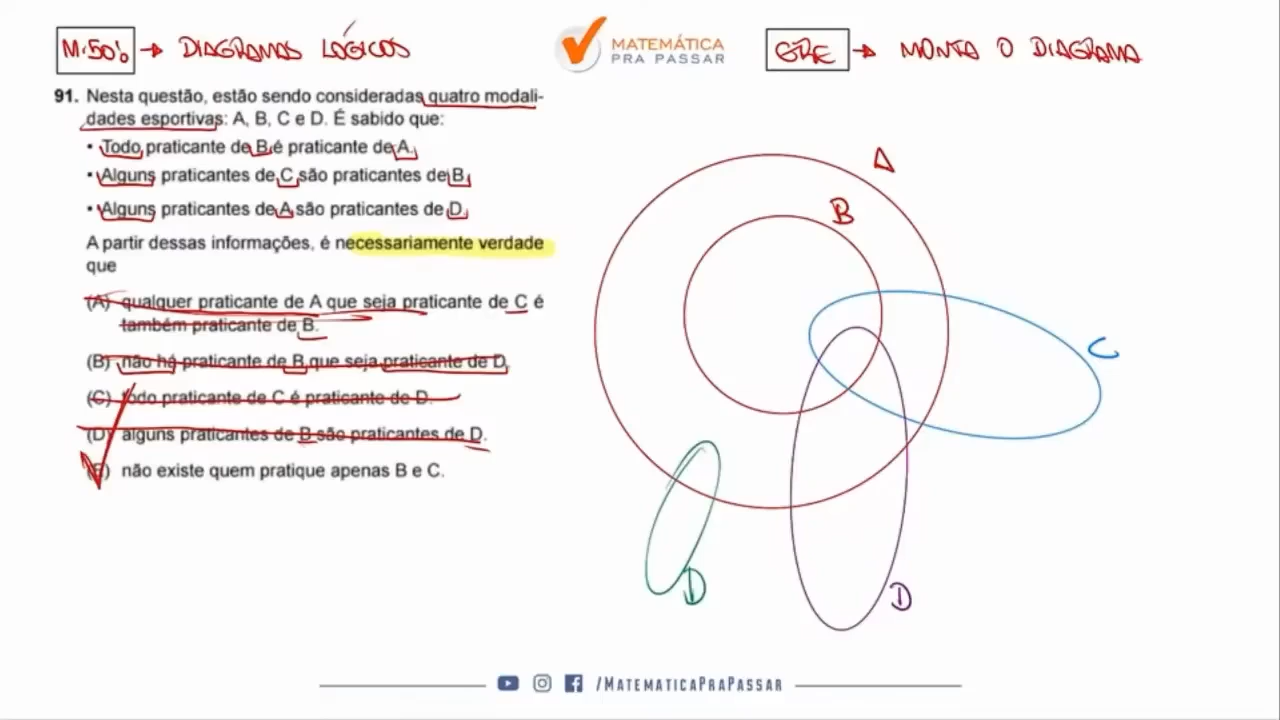 M.50% → DIAGRAMAS LÓGICOS
MATEMÁTICA
PRA PASSAR
→ MONTA O DIAGRAMA
91. Nesta questão, estão sendo consideradas quatro modali-
dades esportivas: A, B, C e D. É sabido que:
• Todo praticante de B é praticante de A.
• Alguns praticantes de C são praticantes de B.
• Alguns praticantes de A são praticantes de D.
A partir dessas informações, é necessariamente verdade
que
(A) qualquer praticante de A que seja praticante de C é
também praticante de B.
(B) não há praticante de B que seja praticante de D.
(C) todo praticante de C é praticante de D.
(D) alguns praticantes de B são praticantes de D.
(E) não existe quem pratique apenas B e C.
A
B
C
D
D
/MATEMATICAPRAPASSAR